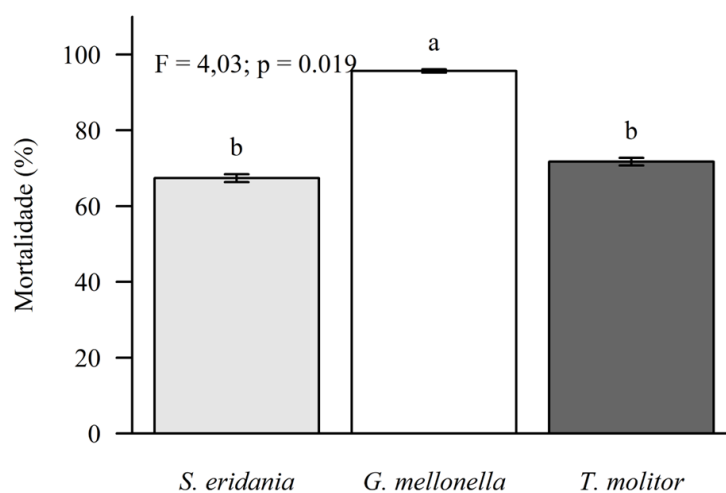 a
100
F = 4,03; p = 0.019
80
b
b
60
Mortalidade (%)
40
20
0
S. eridania
G. mellonella
T. molitor